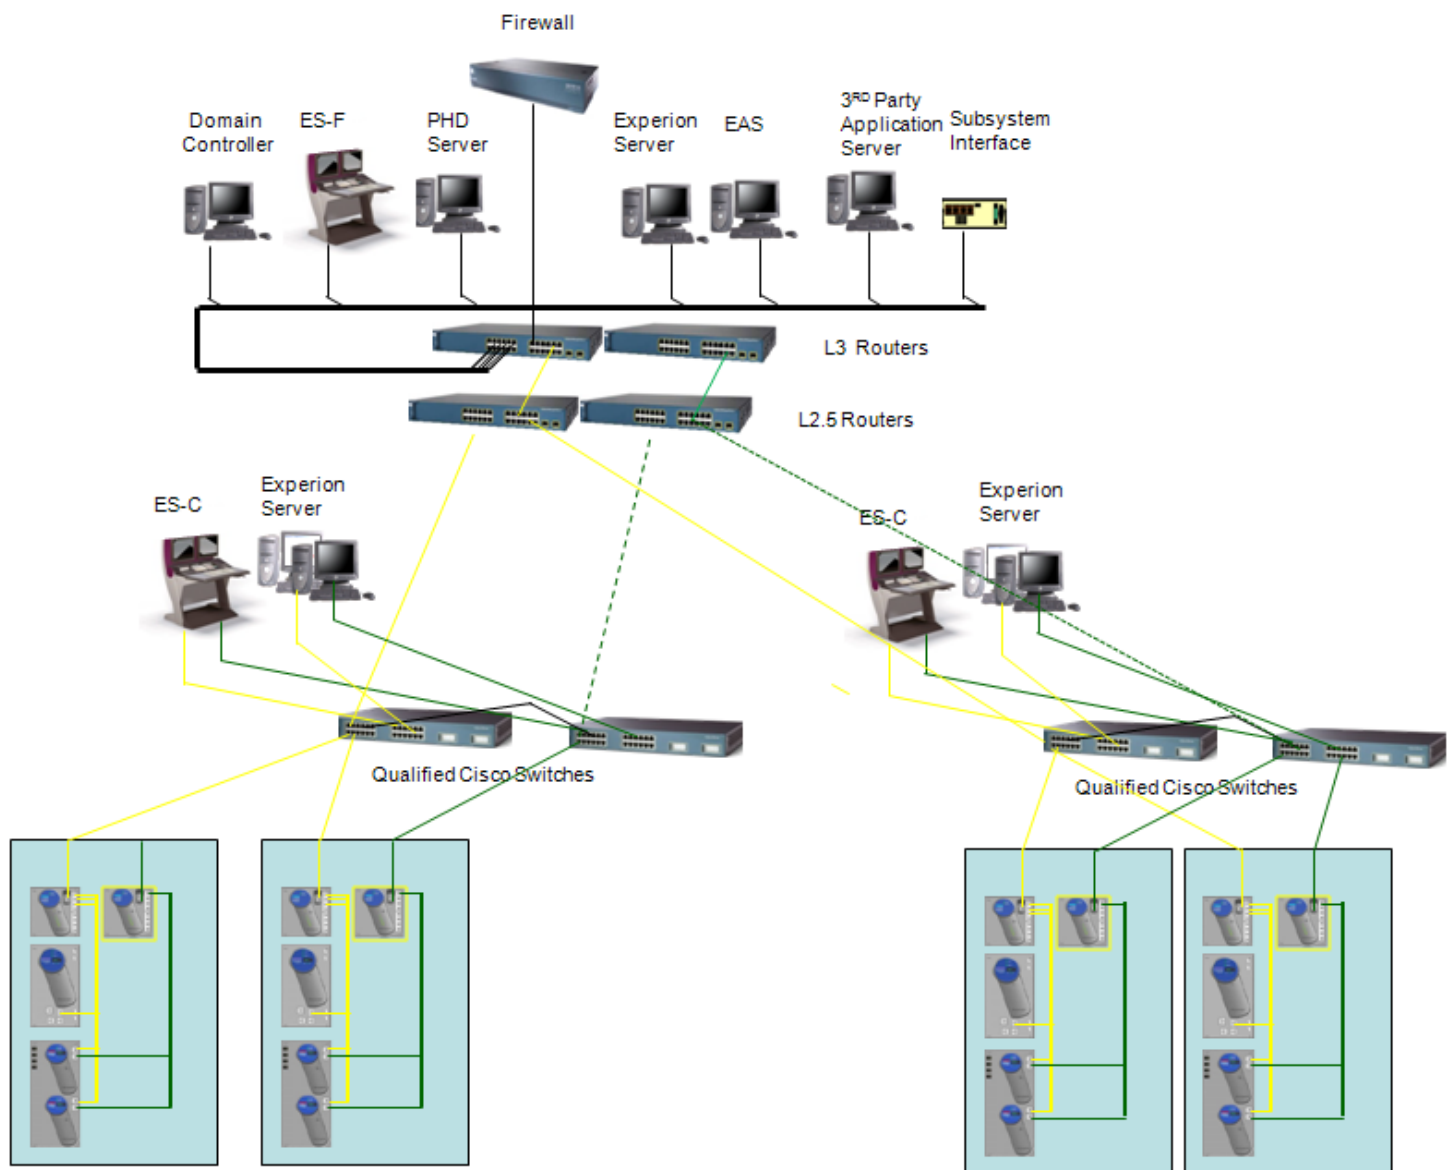 Firewall
Domain
Controller
ES-F
PHD
Server
Experion
Server
EAS
3RD Party
Application
Server
Subsystem
Interface
L3 Routers
L2.5 Routers
ES-C
Experion
Server
ES-C
Experion
Server
Qualified Cisco Switches
Qualified Cisco Switches